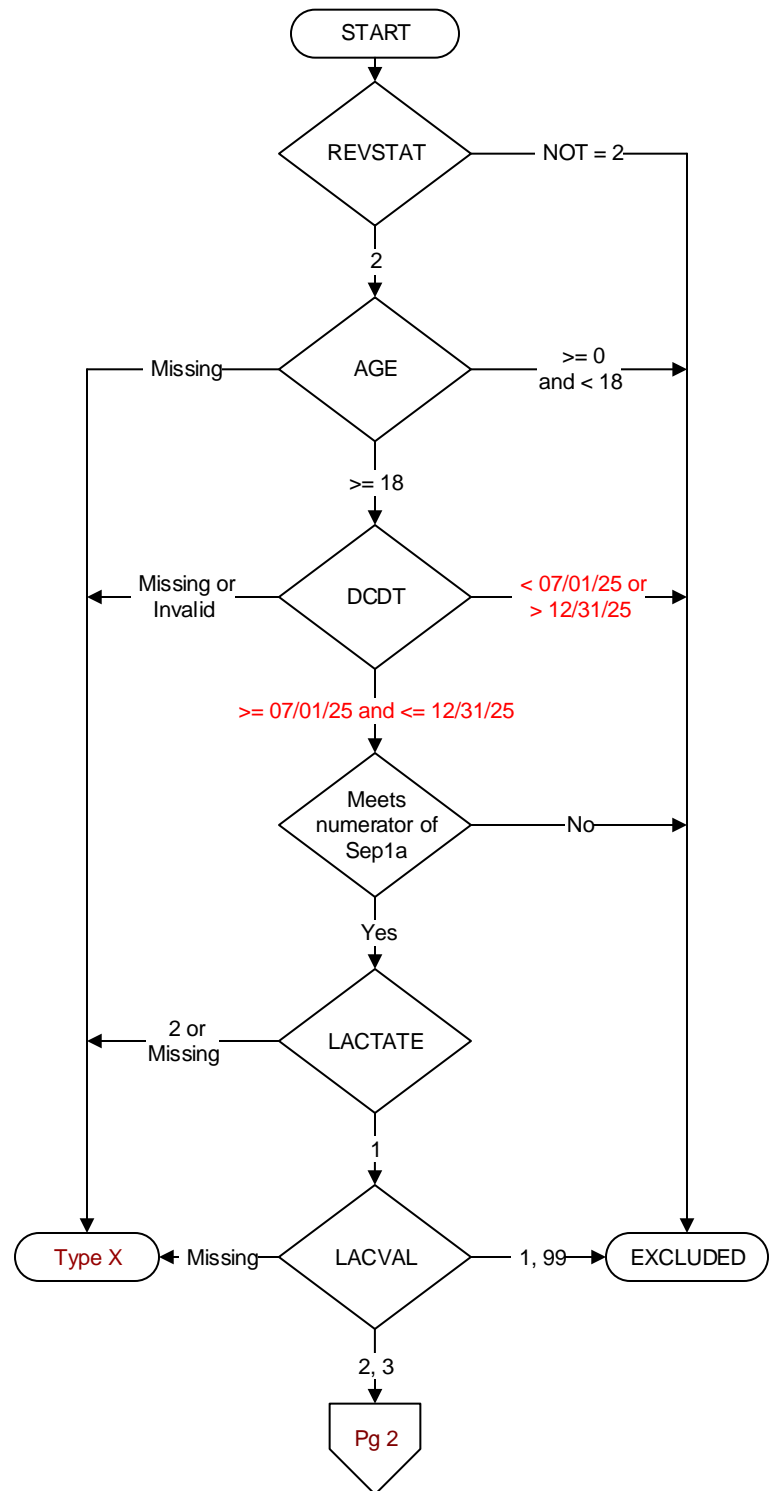 START
REVSTAT
NOT = 2
2
Missing
AGE
>= 0
and < 18
>= 18
Missing or
Invalid
DCDT
< 07/01/25 or
> 12/31/25
>= 07/01/25 and <= 12/31/25
Meets
numerator of
Sep1a
No
Yes
2 or
Missing
LACTATE
1
Type X
Missing
LACVAL
1, 99
EXCLUDED
2, 3
Pg 2